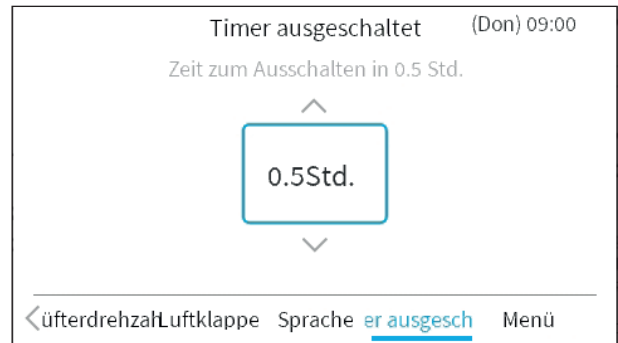 Timer ausgeschaltet (Don) 09:00
Zeit zum Ausschalten in 0.5 Std.
0.5Std.
üfterdrehzah Luftklappe Sprache er ausgesch Menü